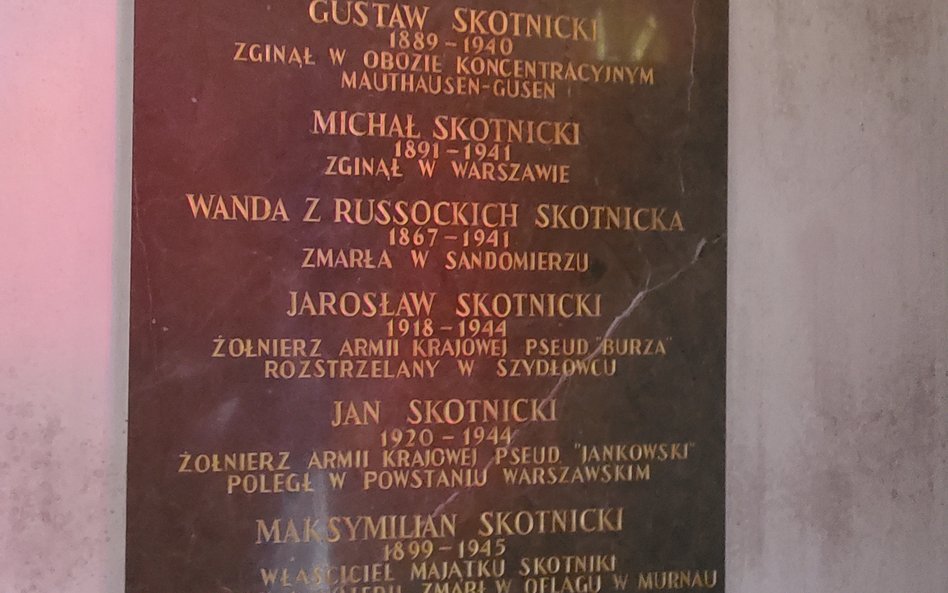 GUSTAW SKOTNICKI
1889-1940
ZGINĄŁ W OBOZIE KONCENTRACYJNYM
MAUTHAUSEN-GUSEN
MICHAŁ SKOTNICKI
1891-1941
ZGINĄŁ W WARSZAWIE
WANDA Z RUSSOCKICH SKOTNICKA
1867-1941
ZMARŁA W SANDOMIERZU
JAROSŁAW SKOTNICKI
1918-1944
ŻOŁNIERZ ARMII KRAJOWEJ PSEUD "BURZA"
ROZSTRZELANY W SZYDŁOWCU
JAN SKOTNICKI
1920-1944
ŻOŁNIERZ ARMII KRAJOWEJ PSEUD. "JANKOWSKI"
POLEGŁ W POWSTANIU WARSZAWSKIM
MAKSYMILIAN SKOTNICKI
1899-1945
WŁAŚCICIEL MAJATKU SKOTNIKI
ZMARŁ W OFLAGU W MURNAU